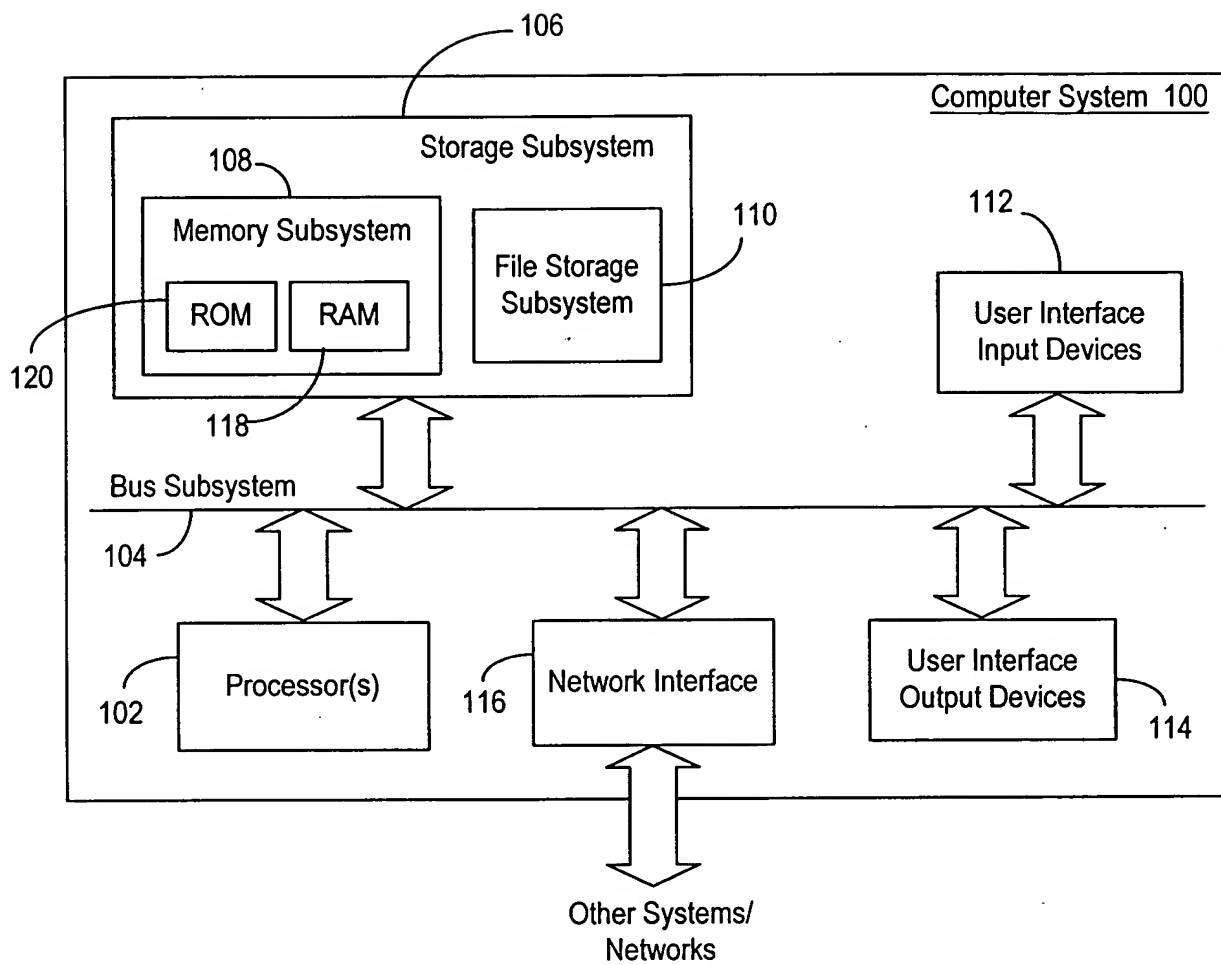 106
Computer System 100
Storage Subsystem
108
Memory Subsystem
ROM
RAM
File Storage
Subsystem
110
112
User Interface
Input Devices
120
118
Bus Subsystem
104
Processor(s)
102
Network Interface
116
User Interface
Output Devices
114
Other Systems/
Networks